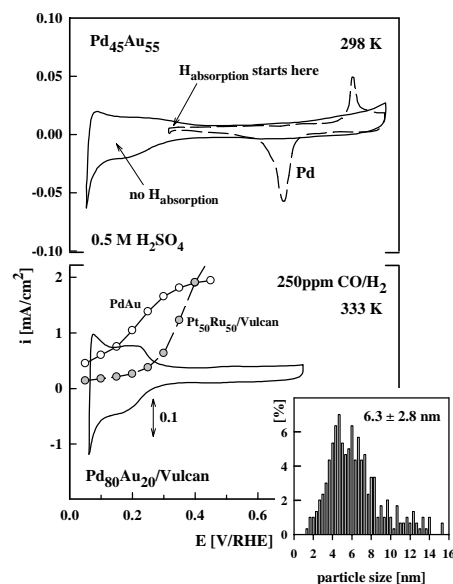 Pd45Au55
298 K
0.10
Habsorption starts here
0.05
0.00
Pd
-0.05
no Habsorption
0.5 M H2SO4
-0.10
i [mA/cm2]
2
250ppm CO/H2
333 K
PdAu
Pt50Ru50/Vulcan
1
0
0.1
-1
Pd80Au20/Vulcan
0.0 0.2 0.4 0.6
E [V/RHE]
[%]
6.3 ± 2.8 nm
6
4
2
0
0 2 4 6 8 10 12 14 16
particle size [nm]